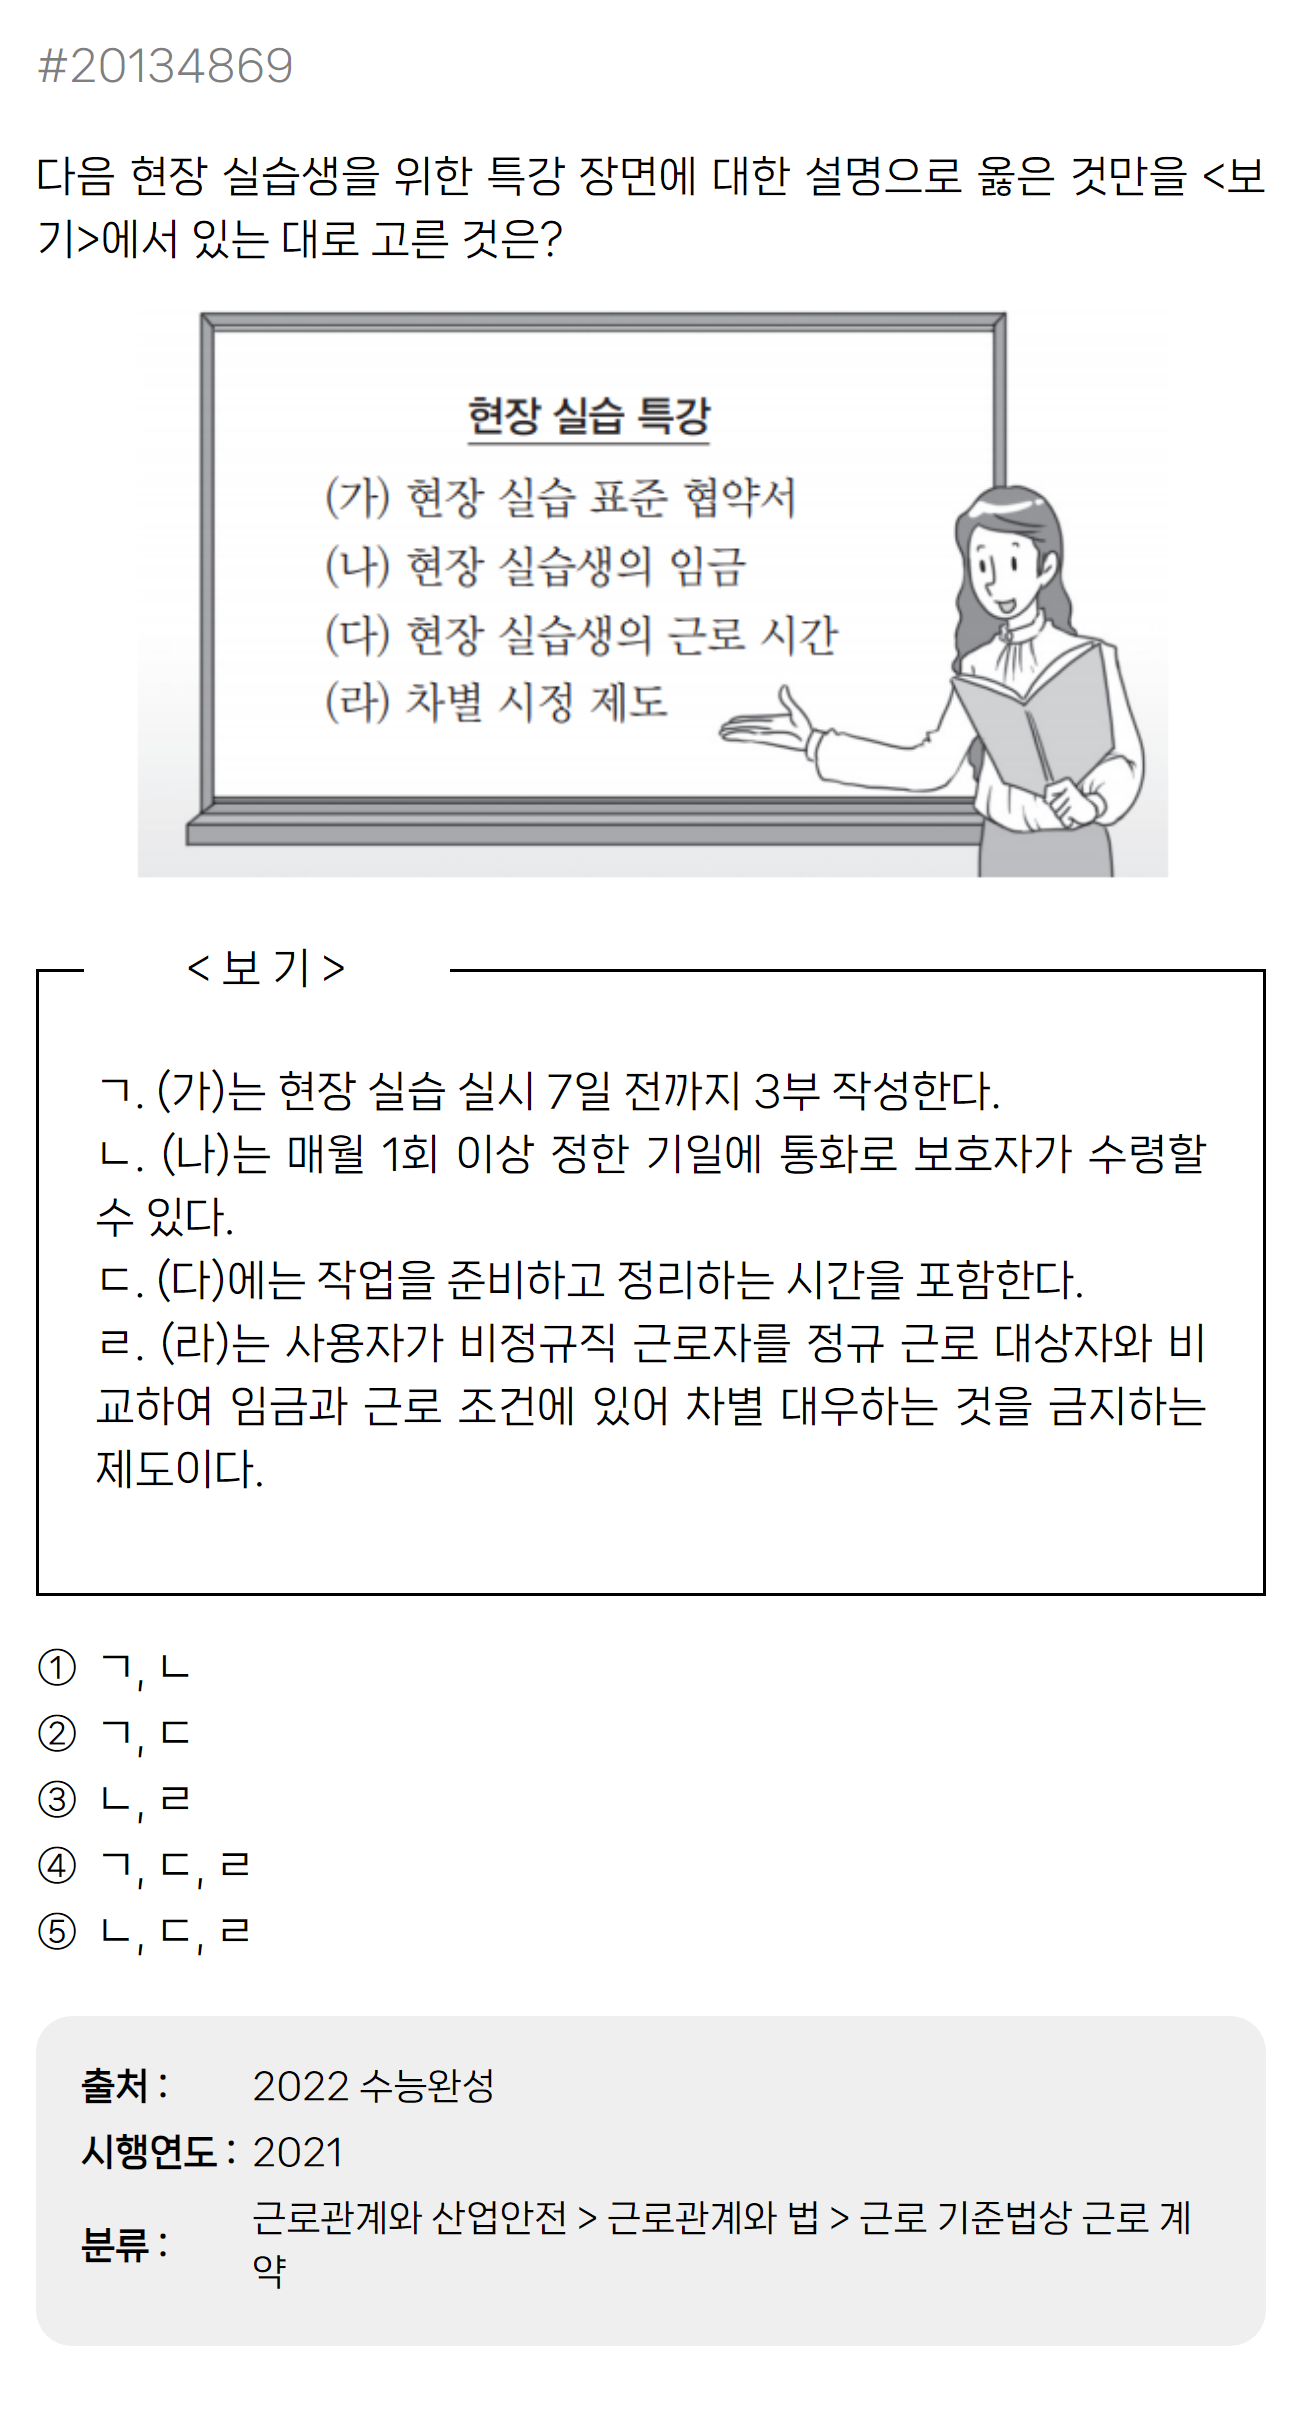 #20134869
다음 현장 실습생을 위한 특강 장면에 대한 설명으로 옳은 것만을 <보
기>에서 있는 대로 고른 것은?
현장 실습 특강
(가) 현장 실습 표준 협약서
(나) 현장 실습생의 임금
(다) 현장 실습생의 근로 시간
(라) 차별 시정 제도
< 보 기 >
ㄱ. (가)는 현장 실습 실시 7일 전까지 3부 작성한다.
ㄴ. (나)는 매월 1회 이상 정한 기일에 통화로 보호자가 수령할
수 있다.
ㄷ. (다)에는 작업을 준비하고 정리하는 시간을 포함한다.
ㄹ. (라)는 사용자가 비정규직 근로자를 정규 근로 대상자와 비
교하여 임금과 근로 조건에 있어 차별 대우하는 것을 금지하는
제도이다.
① ㄱ, ㄴ
② ㄱ, ㄷ
③ ㄴ, ㄹ
④ ㄱ, ㄷ, ㄹ
⑤ ㄴ, ㄷ, ㄹ
출처 : 2022 수능완성
시행연도 : 2021
분류 : 근로관계와 산업안전 > 근로관계와 법 > 근로 기준법상 근로 계
약